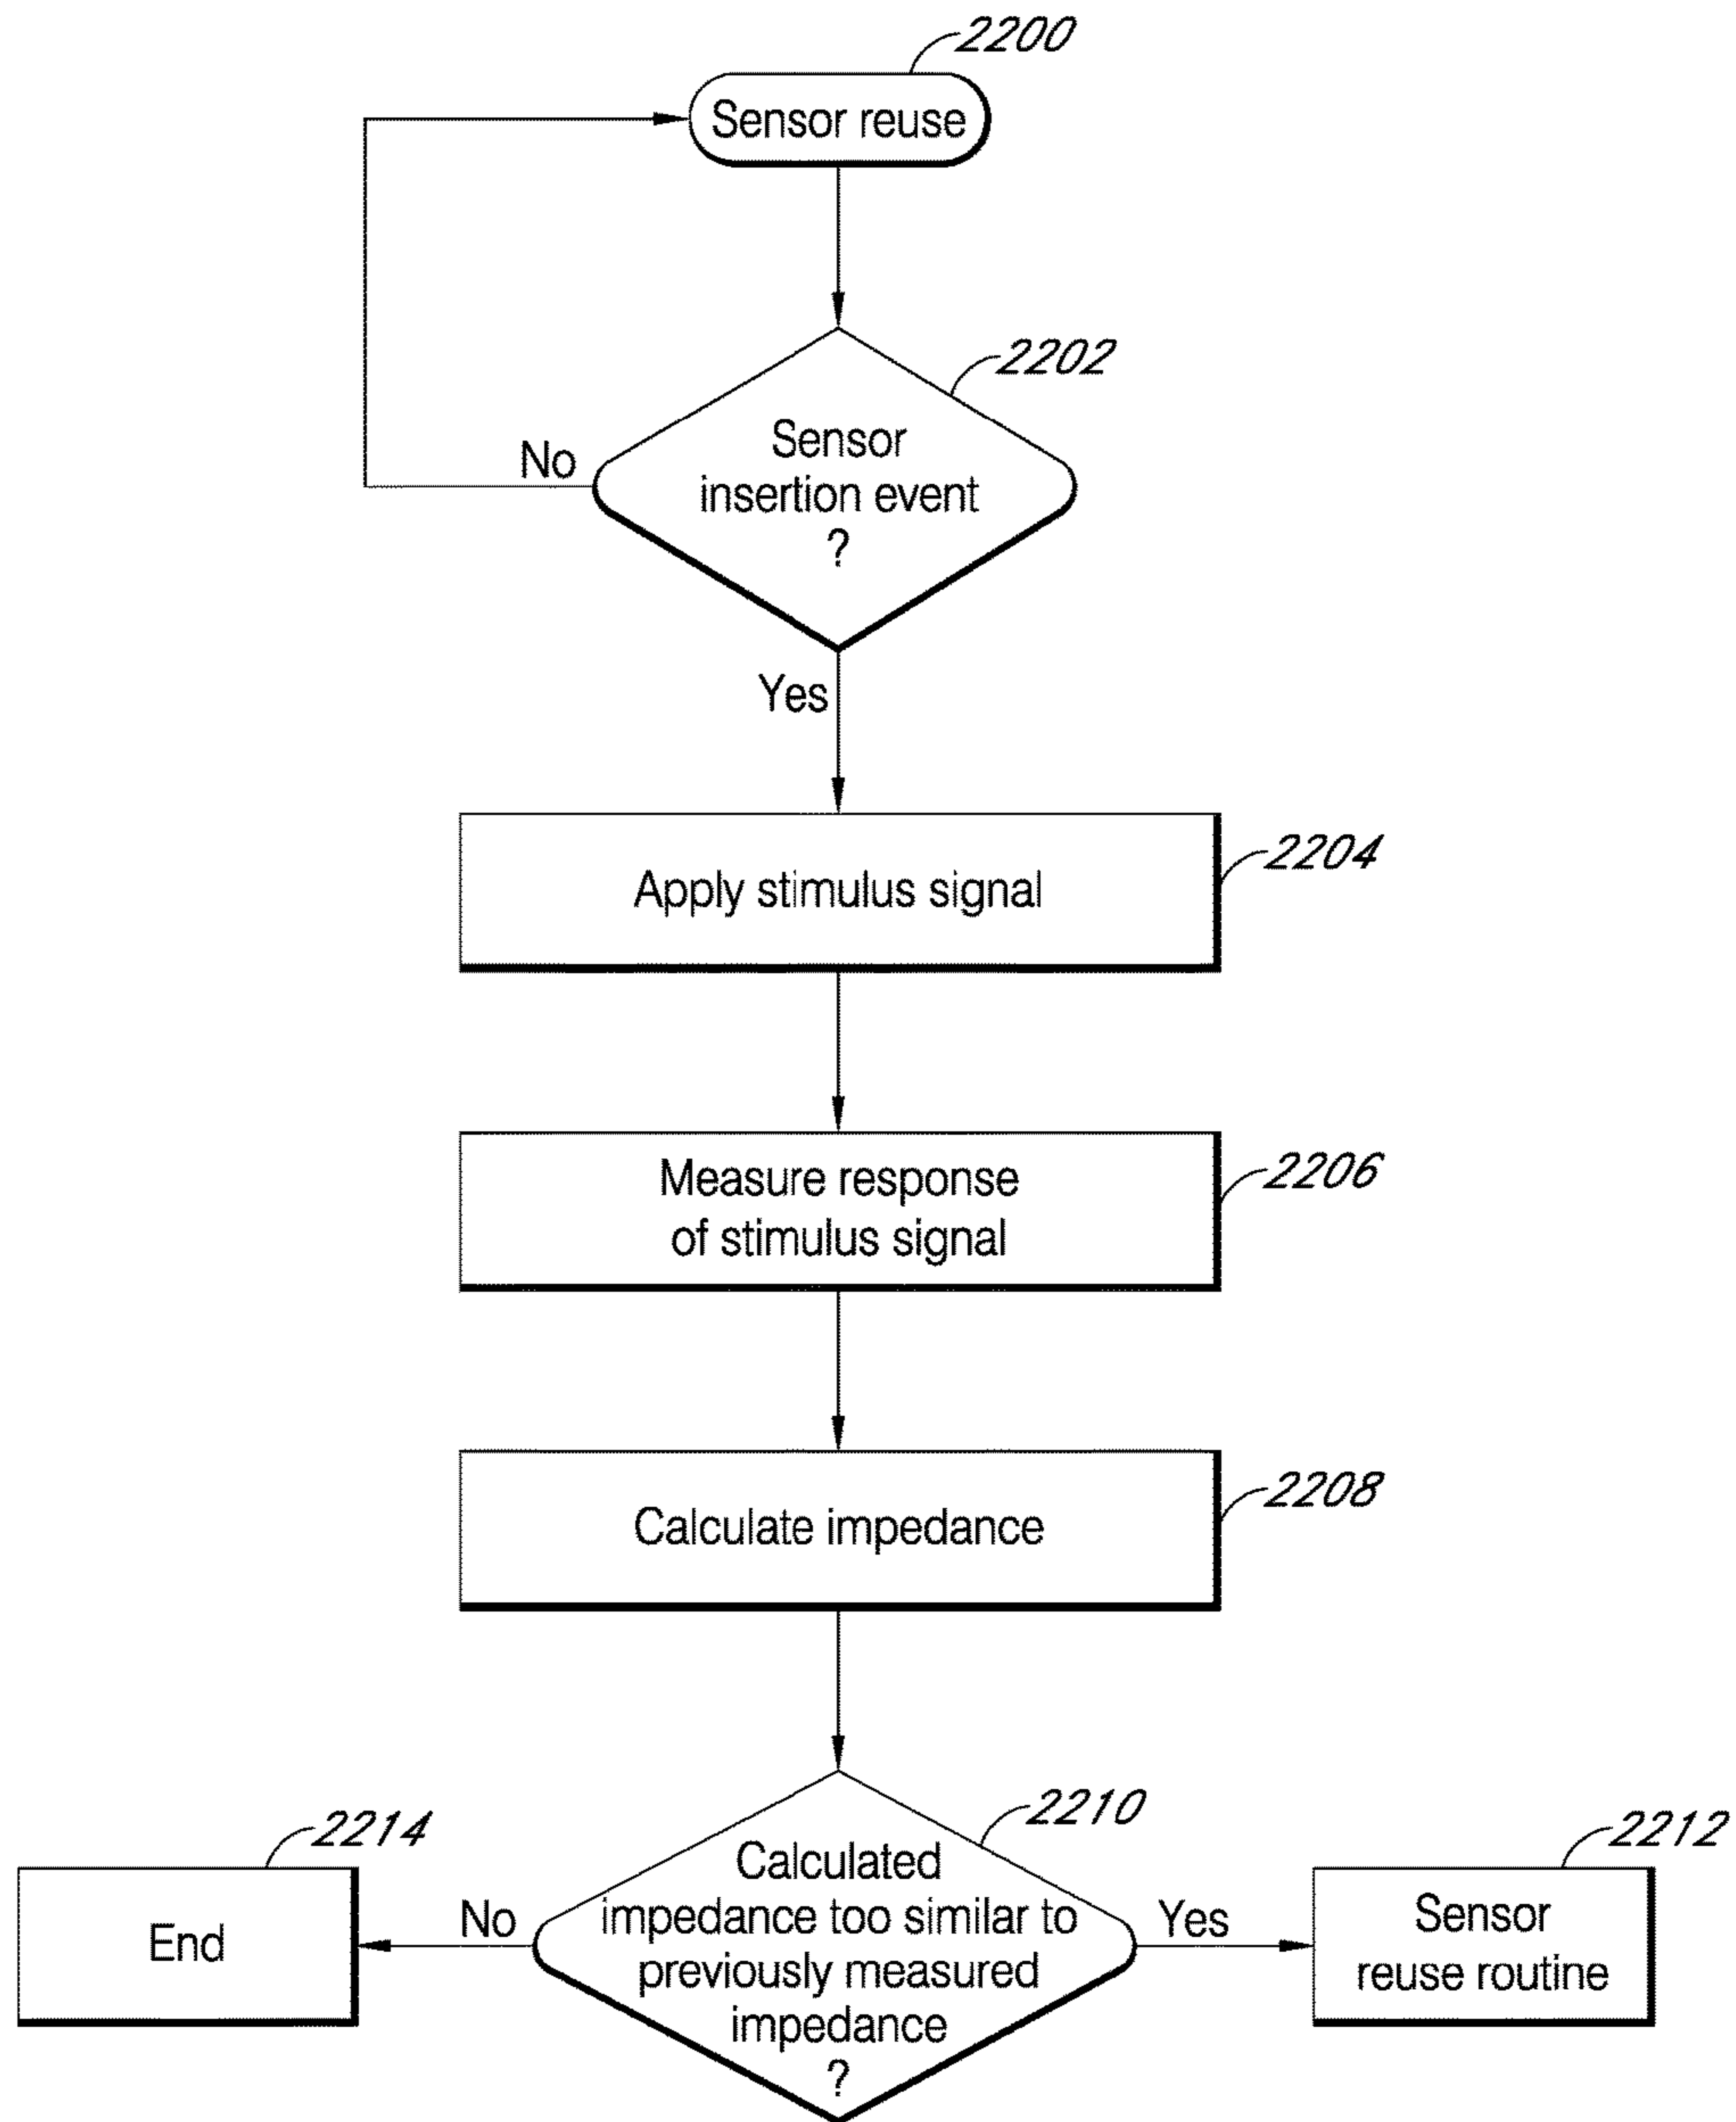 2200
Sensor reuse
2202
Sensor
insertion event
?
No
Yes
2204
Apply stimulus signal
2206
Measure response
of stimulus signal
2208
Calculate impedance
2210
Calculated
impedance too similar to
previously measured
impedance
?
No
2214
End
Yes
2212
Sensor
reuse routine